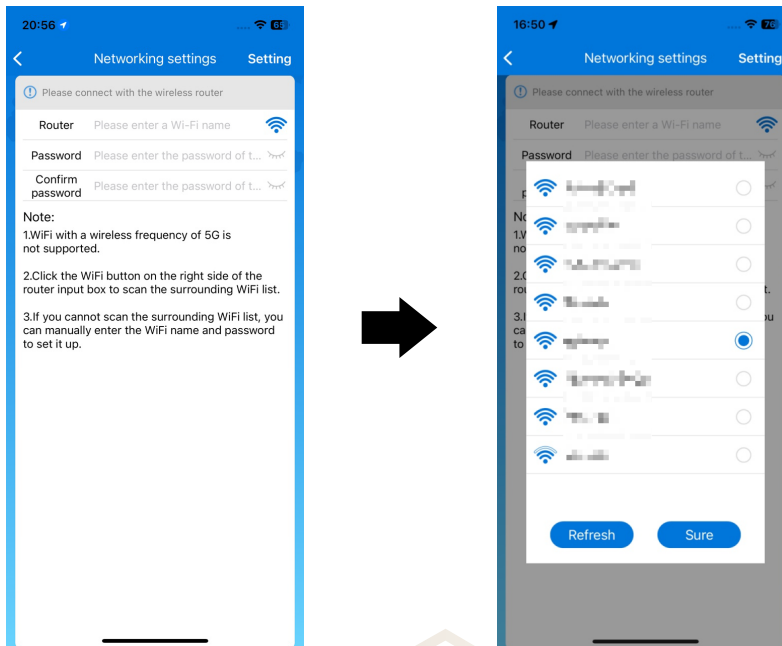 20:56
Networking settings Setting
Please connect with the wireless router
Router Please enter a Wi-Fi name
Password Please enter the password of t...
Confirm
password Please enter the password of t...
Note:
1.WiFi with a wireless frequency of 5G is
not supported.
2.Click the WiFi button on the right side of the
router input box to scan the surrounding WiFi list.
3.If you cannot scan the surrounding WiFi list, you
can manually enter the WiFi name and password
to set it up.
16:50
Networking settings Setting
Please connect with the wireless router
Router Please enter a Wi-Fi name
Password Please enter the password of t...
Refresh Sure